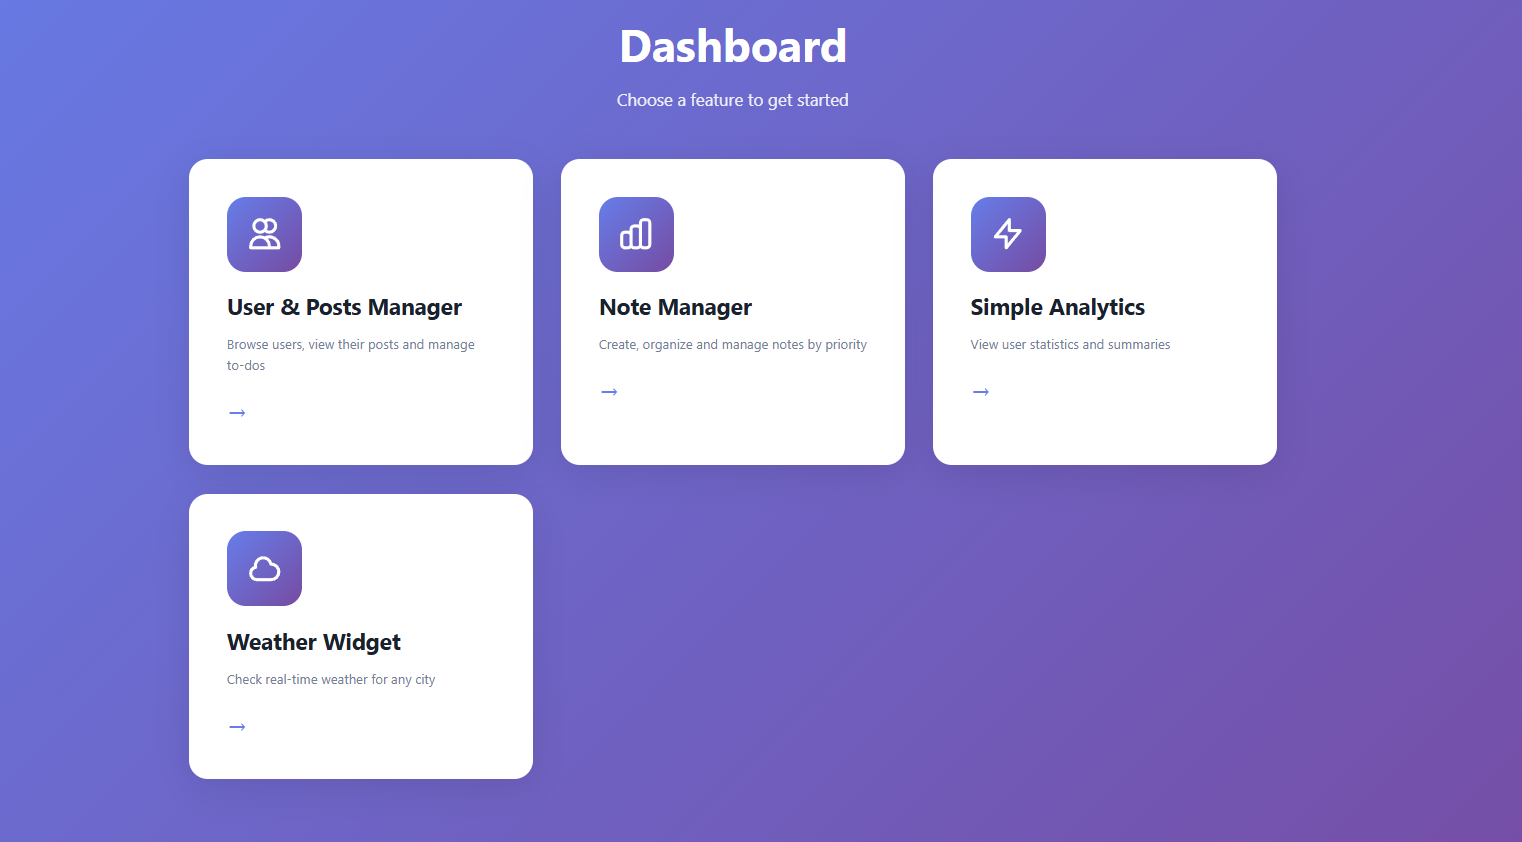 Dashboard
Choose a feature to get started
User & Posts Manager
Browse users, view their posts and manage
to-dos
→
Note Manager
Create, organize and manage notes by priority
→
Simple Analytics
View user statistics and summaries
→
Weather Widget
Check real-time weather for any city
→